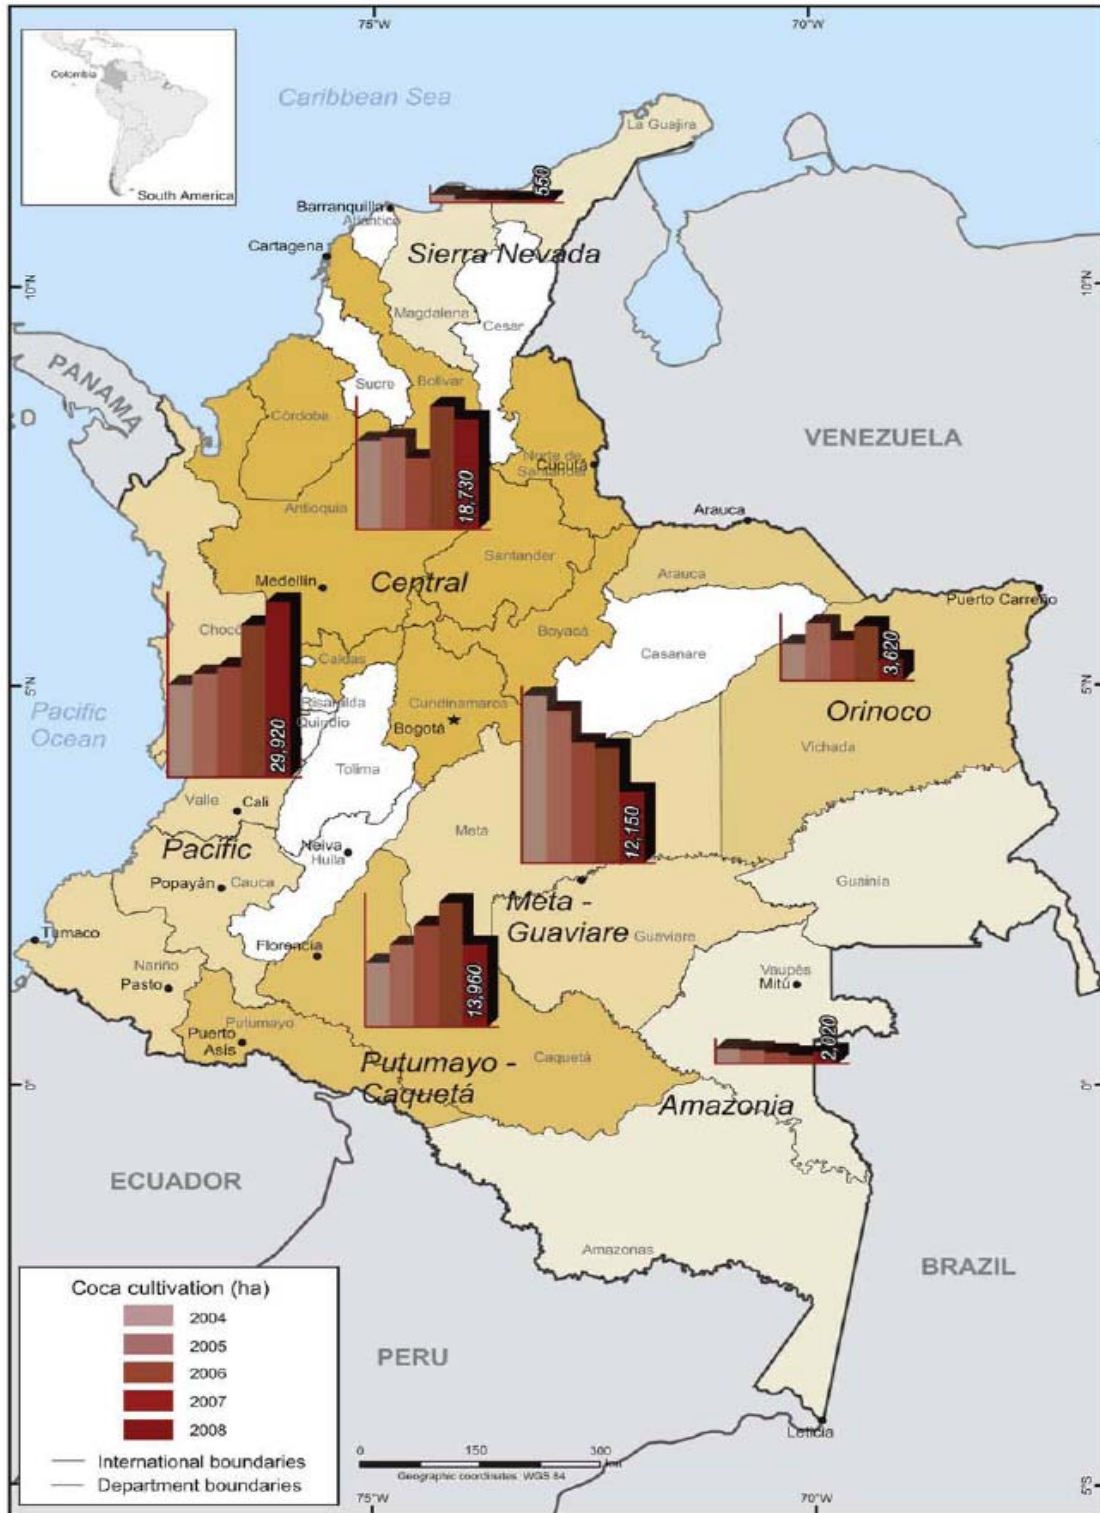 75°W
70°W
Colombia
South America
Caribbean Sea
La Guajira
550
Barranquilla
Atlántico
Cartagena
Sierra Nevada
10°N
10°N
Magdalena
Cesar
PANAMA
Sucre
Bolívar
Córdoba
VENEZUELA
Norte de
Santander
Cúcuta
18,730
Antioquia
Arauca
Santander
Medellín
Central
Arauca
Puerto Carreño
Chocó
Boyacá
Casanare
3,620
Caldas
5°N
5°N
Risaralda
Cundinamarca
Orinoco
Pacific
Ocean
Quindío
Bogotá
29,920
Vichada
Tolima
Valle
Cali
12,150
Meta
Pacific
Neiva
Huila
Popayán
Cauca
Guainía
Meta -
Guaviare
Guaviare
Tumaco
Florencia
13,960
Nariño
Pasto
Vaupés
Mitú
Putumayo
Puerto
Asís
2,020
Putumayo -
Caquetá
Caquetá
0°
0°
Amazonia
ECUADOR
Amazonas
BRAZIL
Coca cultivation (ha)
2004
2005
2006
2007
2008
International boundaries
Department boundaries
PERU
Leticia
0 150 300
km
Geographic coordinates: WGS 84
75°W
70°W
5°S